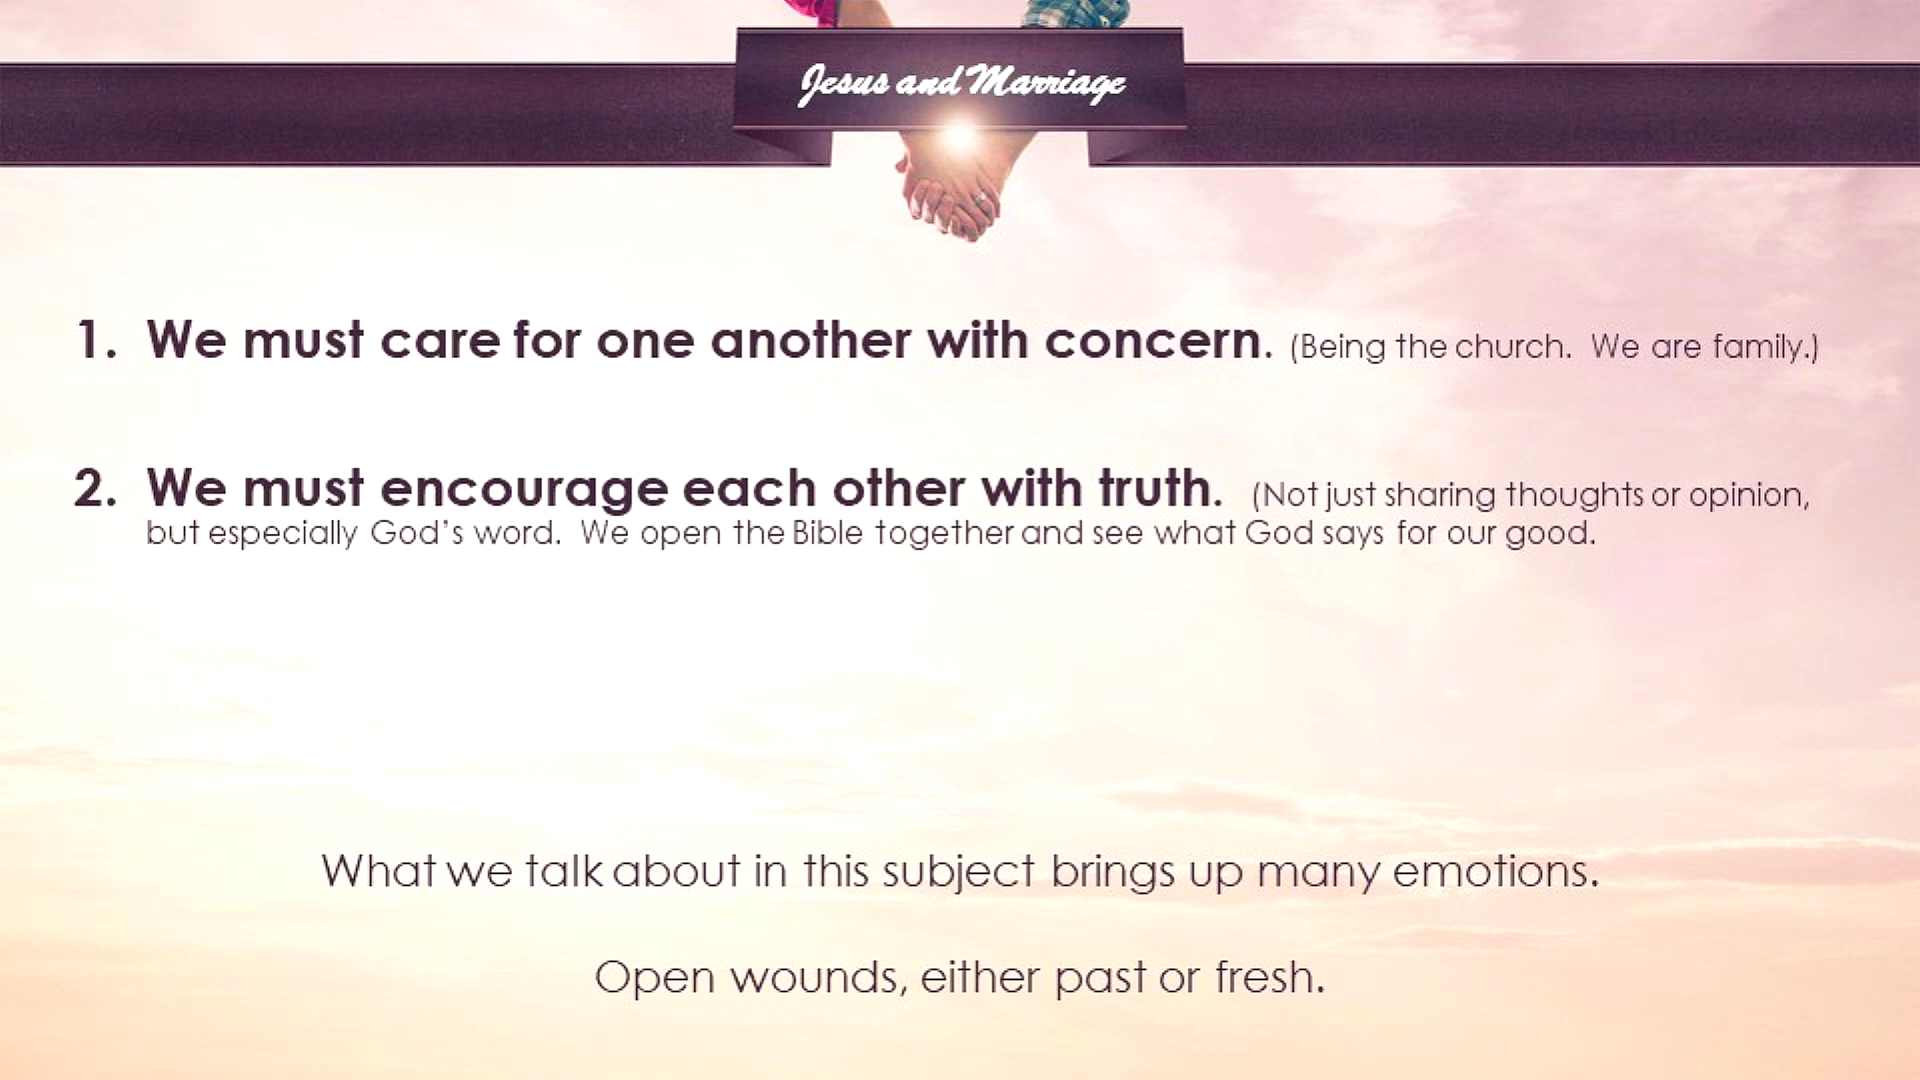 Jesus and Marriage
1. We must care for one another with concern. (Being the church. We are family.)
2. We must encourage each other with truth. (Not just sharing thoughts or opinion,
but especially God’s word. We open the Bible together and see what God says for our good.
What we talk about in this subject brings up many emotions.
Open wounds, either past or fresh.